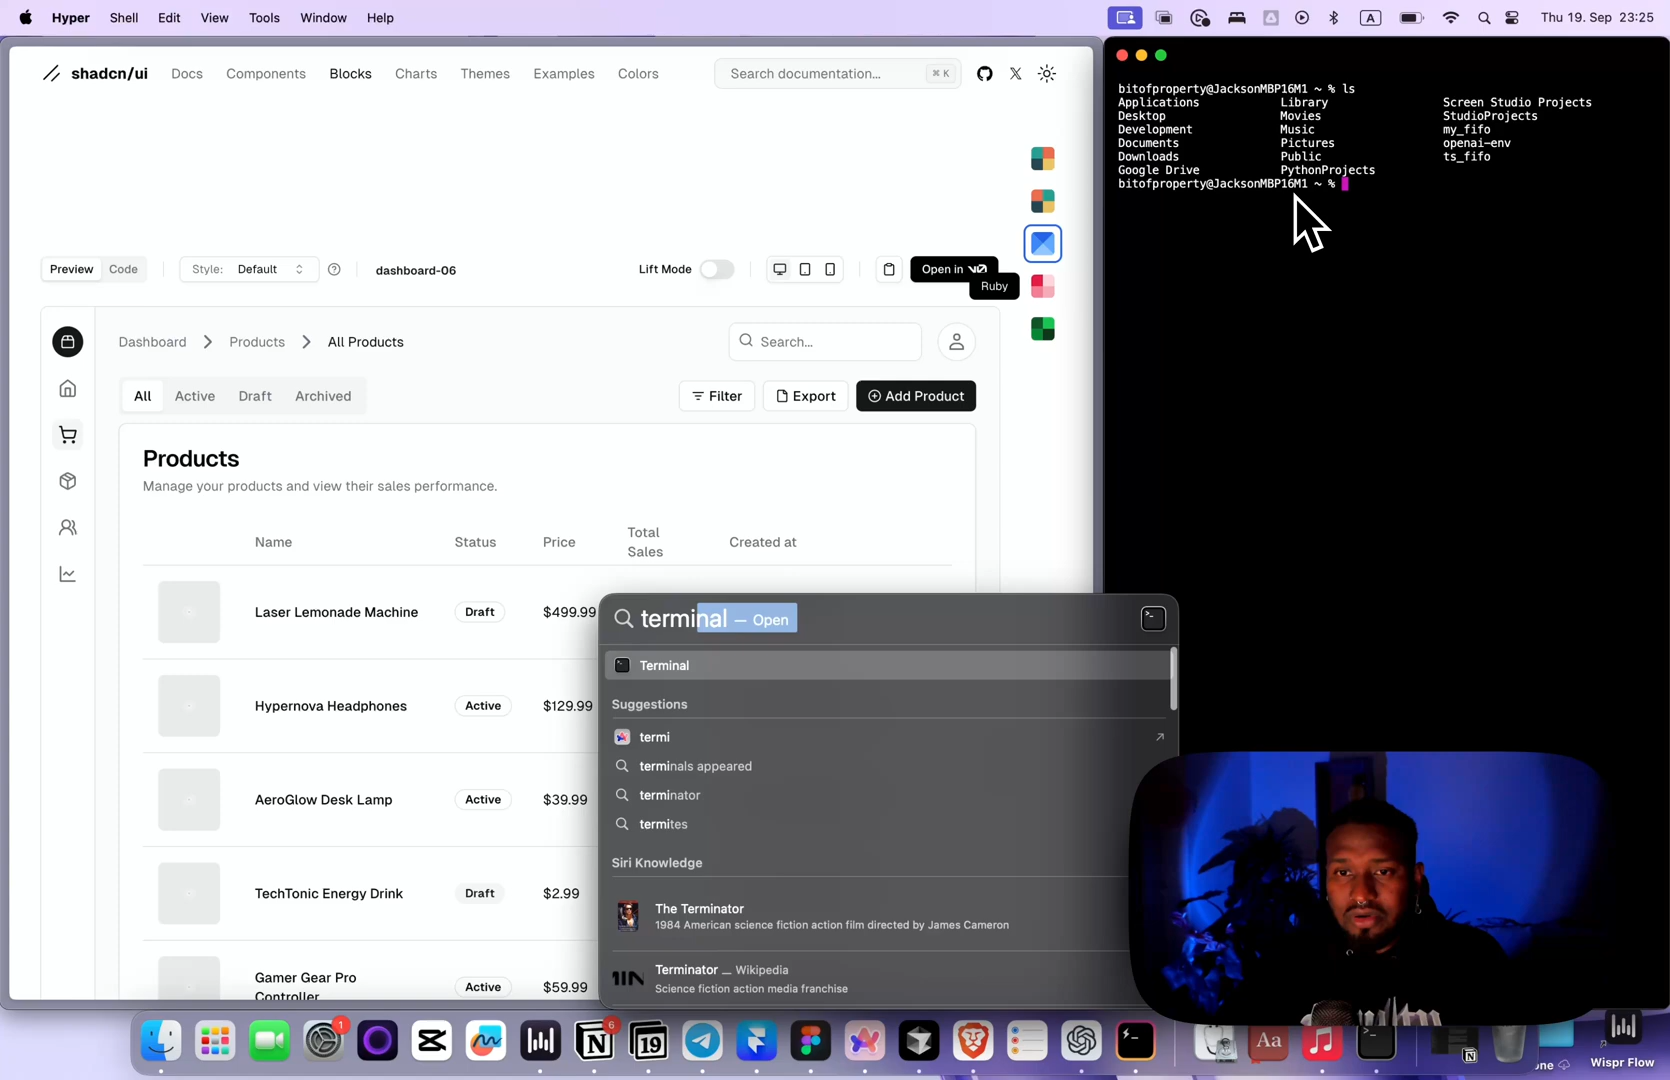 Hyper Shell Edit View Tools Window Help A Thu 19. Sep 23:25
shadcn/ui Docs Components Blocks Charts Themes Examples Colors Search documentation... ⌘ K
bitofproperty@JacksonMBP16M1 ~ % ls
Applications Library Screen Studio Projects
Desktop Movies StudioProjects
Development Music my_fifo
Documents Pictures openai-env
Downloads Public ts_fifo
Google Drive PythonProjects
bitofproperty@JacksonMBP16M1 ~ %
Preview Code Style: Default dashboard-06 Lift Mode Open in v0
Ruby
Dashboard Products All Products Search...
All Active Draft Archived Filter Export Add Product
Products
Manage your products and view their sales performance.
Name Status Price Total Sales Created at
Laser Lemonade Machine Draft $499.99
Hypernova Headphones Active $129.99
AeroGlow Desk Lamp Active $39.99
TechTonic Energy Drink Draft $2.99
Gamer Gear Pro
Controller Active $59.99
terminal — Open
Terminal
Suggestions
termi
terminals appeared
terminator
termites
Siri Knowledge
The Terminator
1984 American science fiction action film directed by James Cameron
Terminator — Wikipedia
Science fiction action media franchise
1
6
19
Aa
Wispr Flow